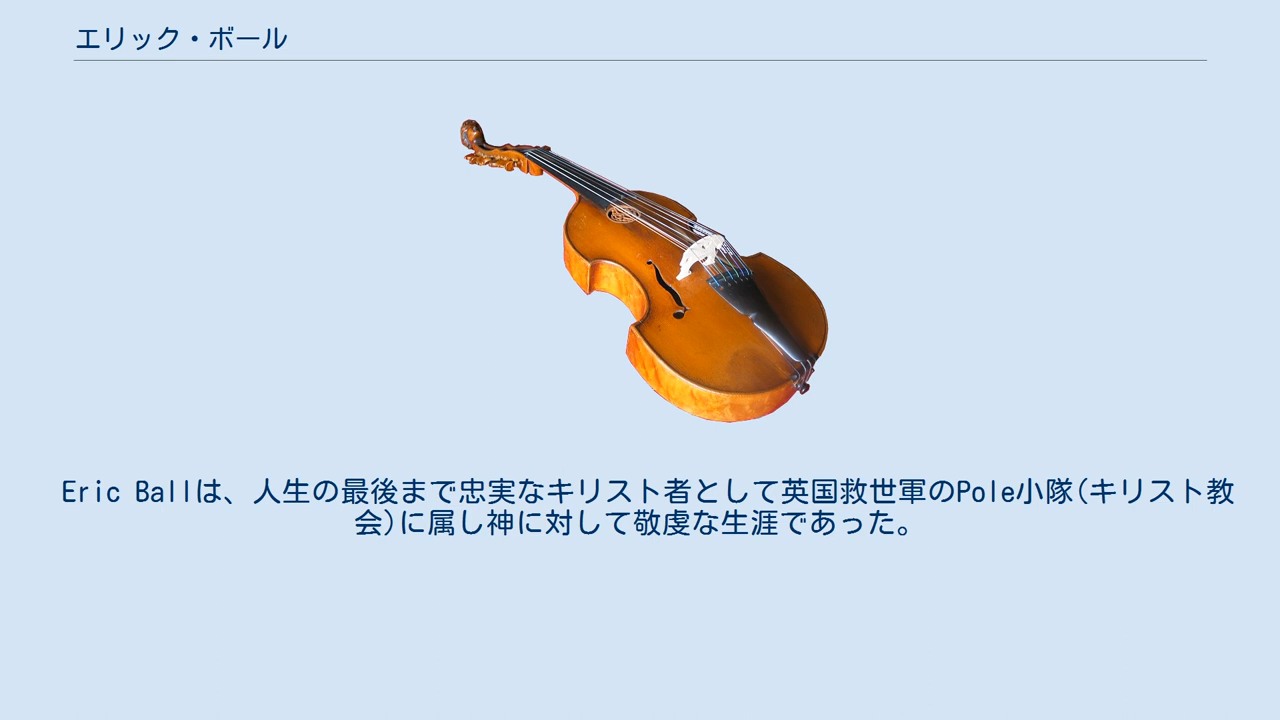 エリック・ボール
Eric Ballは、人生の最後まで忠実なキリスト者として英国救世軍のPole小隊(キリスト教
会)に属し神に対して敬虔な生涯であった。